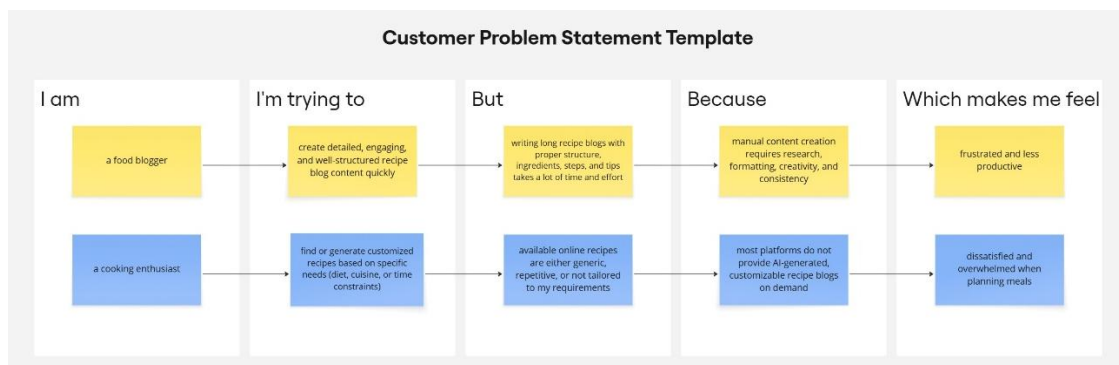 Customer Problem Statement Template
I am
I'm trying to
But
Because
Which makes me feel
a food blogger
create detailed, engaging,
and well-structured recipe
blog content quickly
writing long recipe blogs with
proper structure,
ingredients, steps, and tips
takes a lot of time and effort
manual content creation
requires research,
formatting, creativity, and
consistency
frustrated and less
productive
a cooking enthusiast
find or generate customized
recipes based on specific
needs (diet, cuisine, or time
constraints)
available online recipes
are either generic,
repetitive, or not tailored
to my requirements
most platforms do not
provide AI-generated,
customizable recipe blogs
on demand
dissatisfied and
overwhelmed when
planning meals